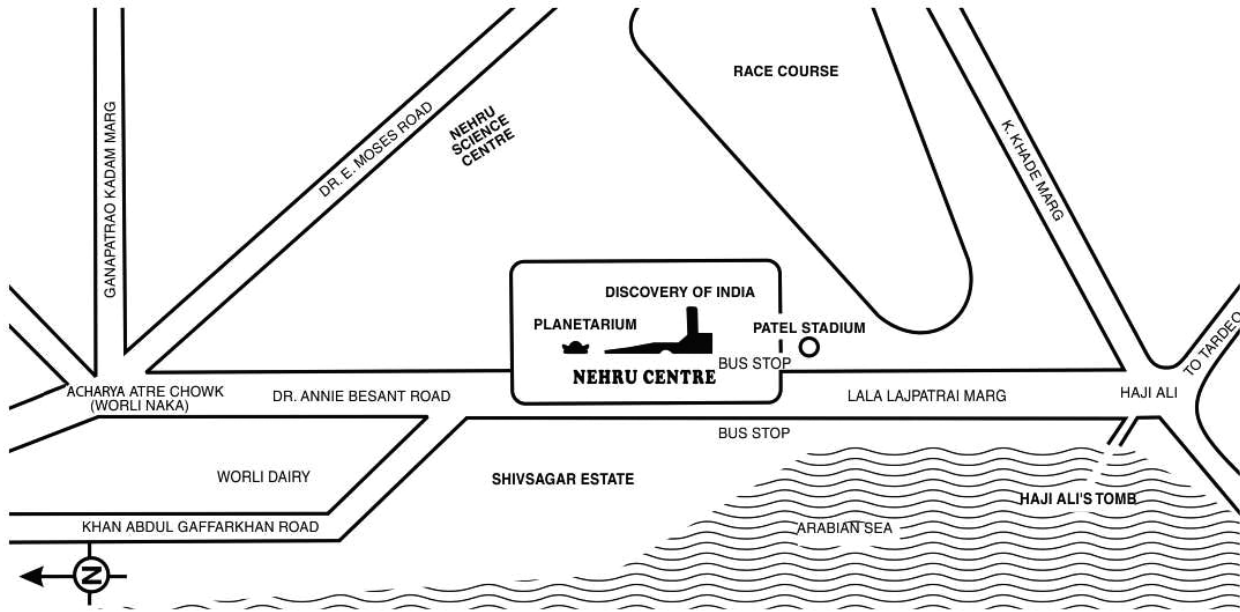 RACE COURSE
GANAPATRAO KADAM MARG
DR. E. MOSES ROAD
NEHRU
SCIENCE
CENTRE
K. KHADE MARG
DISCOVERY OF INDIA
PLANETARIUM
PATEL STADIUM
BUS STOP
NEHRU CENTRE
TO TARDEO
ACHARYA ATRE CHOWK
(WORLI NAKA)
DR. ANNIE BESANT ROAD
LALA LAJPATRAI MARG
HAJI ALI
BUS STOP
WORLI DAIRY
SHIVSAGAR ESTATE
HAJI ALI'S TOMB
KHAN ABDUL GAFFARKHAN ROAD
ARABIAN SEA
N